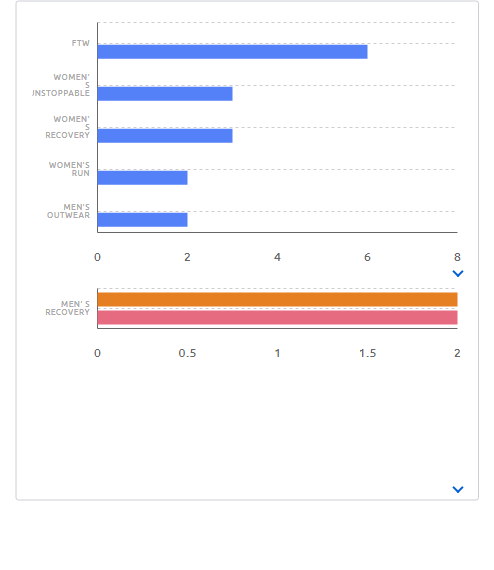 FTW
WOMEN'
S
INSTOPPABLE
WOMEN'
S
RECOVERY
WOMEN'S
RUN
MEN'S
OUTWEAR
0 2 4 6 8
MEN' S
RECOVERY
0 0.5 1 1.5 2